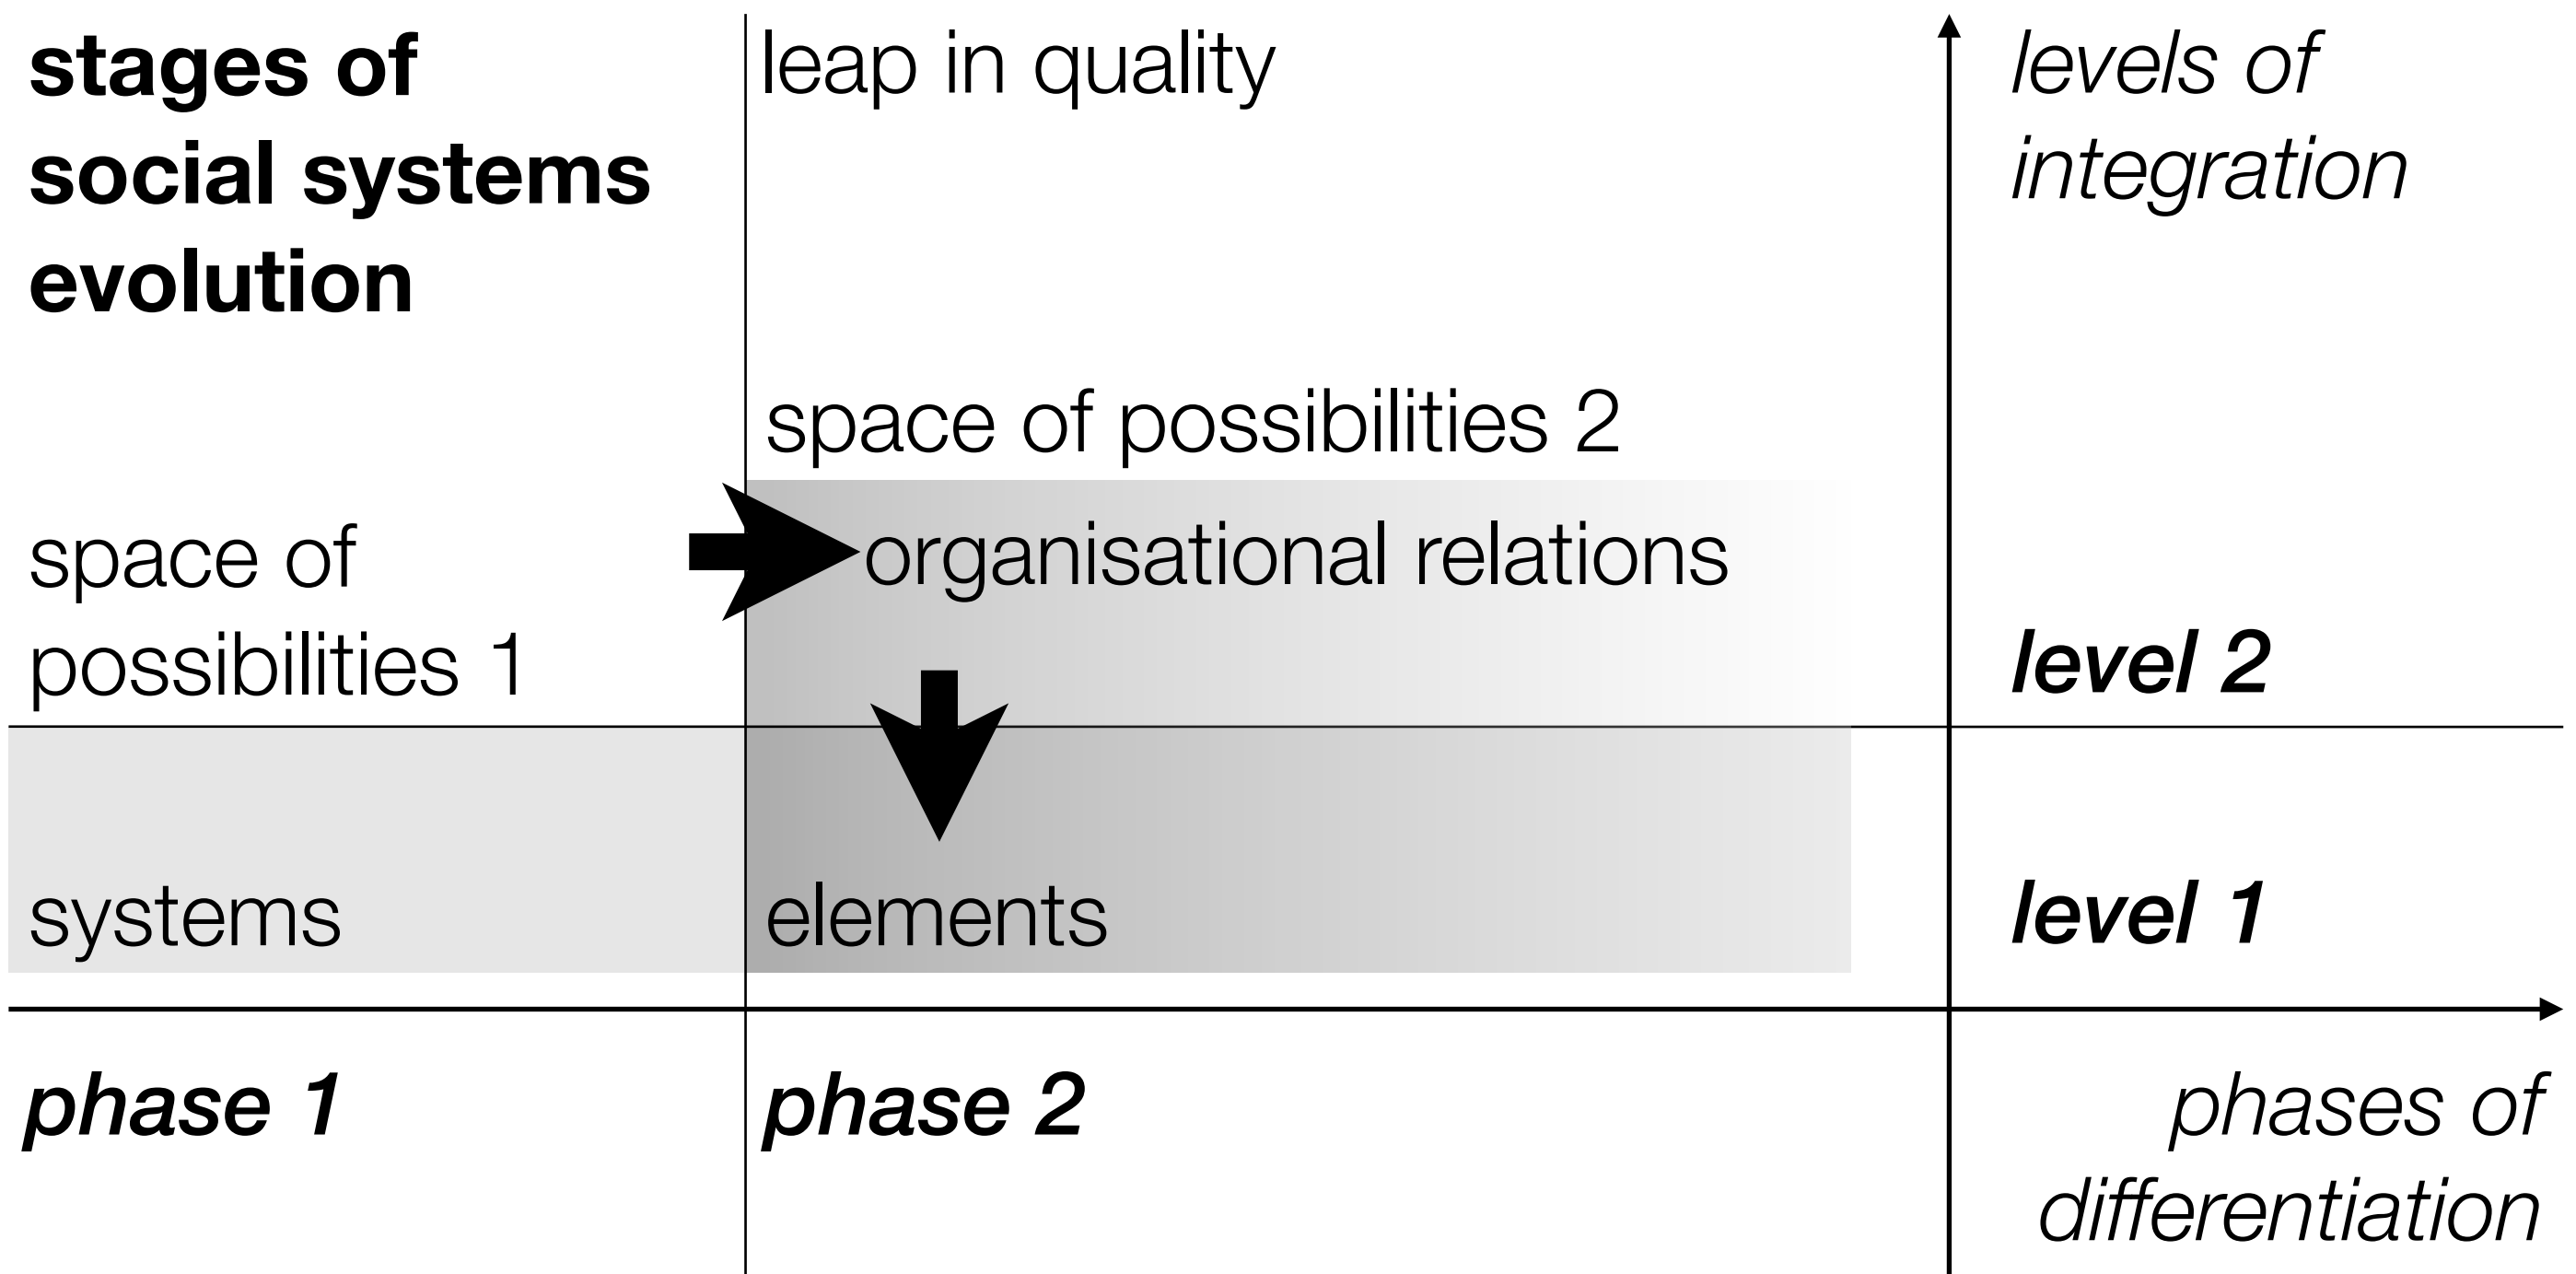 stages of
social systems
evolution
leap in quality
levels of
integration
space of possibilities 2
space of
possibilities 1
organisational relations
level 2
systems
elements
level 1
phase 1
phase 2
phases of
differentiation